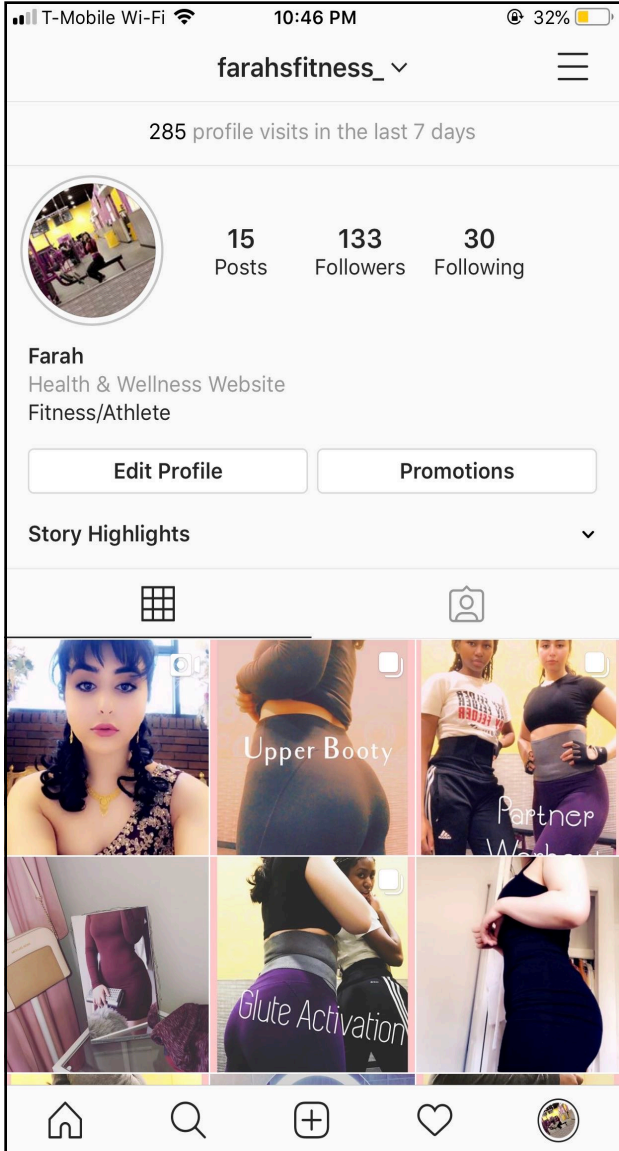 T-Mobile Wi-Fi 10:46 PM 32%
farahsfitness_
285 profile visits in the last 7 days
15 133 30
Posts Followers Following
Farah
Health & Wellness Website
Fitness/Athlete
Edit Profile Promotions
Story Highlights
Upper Booty
Partner
Workout
Glute Activation